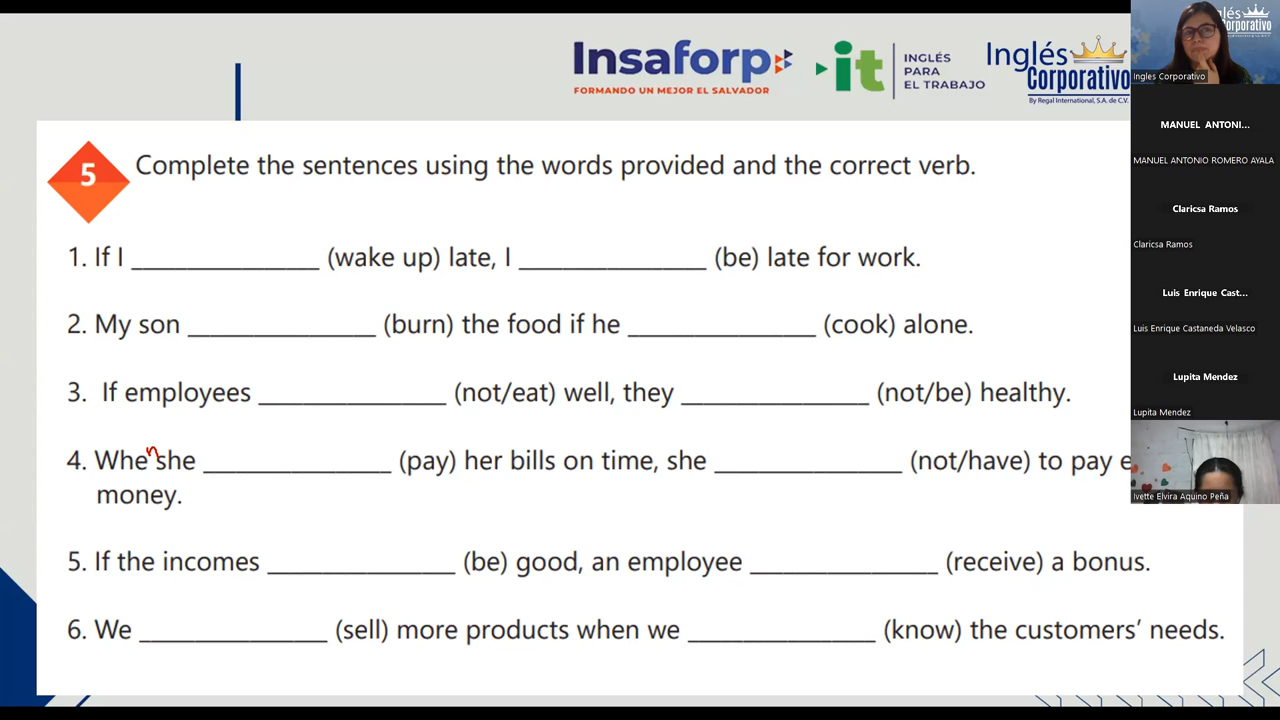 Insaforp
FORMANDO UN MEJOR EL SALVADOR
it
INGLÉS
PARA
EL TRABAJO
Inglés
Corporativo
By Regal International, S.A. de C.V.
glés
Corporativo
Ingles Corporativo
MANUEL ANTONI...
MANUEL ANTONIO ROMERO AYALA
Claricsa Ramos
Claricsa Ramos
Luis Enrique Cast...
Luis Enrique Castaneda Velasco
Lupita Mendez
Lupita Mendez
Ivette Elvira Aquino Peña
5 Complete the sentences using the words provided and the correct verb.
1. If I _______________ (wake up) late, I _______________ (be) late for work.
2. My son _______________ (burn) the food if he _______________ (cook) alone.
3. If employees _______________ (not/eat) well, they _______________ (not/be) healthy.
4. When she _______________ (pay) her bills on time, she _______________ (not/have) to pay e
money.
5. If the incomes _______________ (be) good, an employee _______________ (receive) a bonus.
6. We _______________ (sell) more products when we _______________ (know) the customers’ needs.